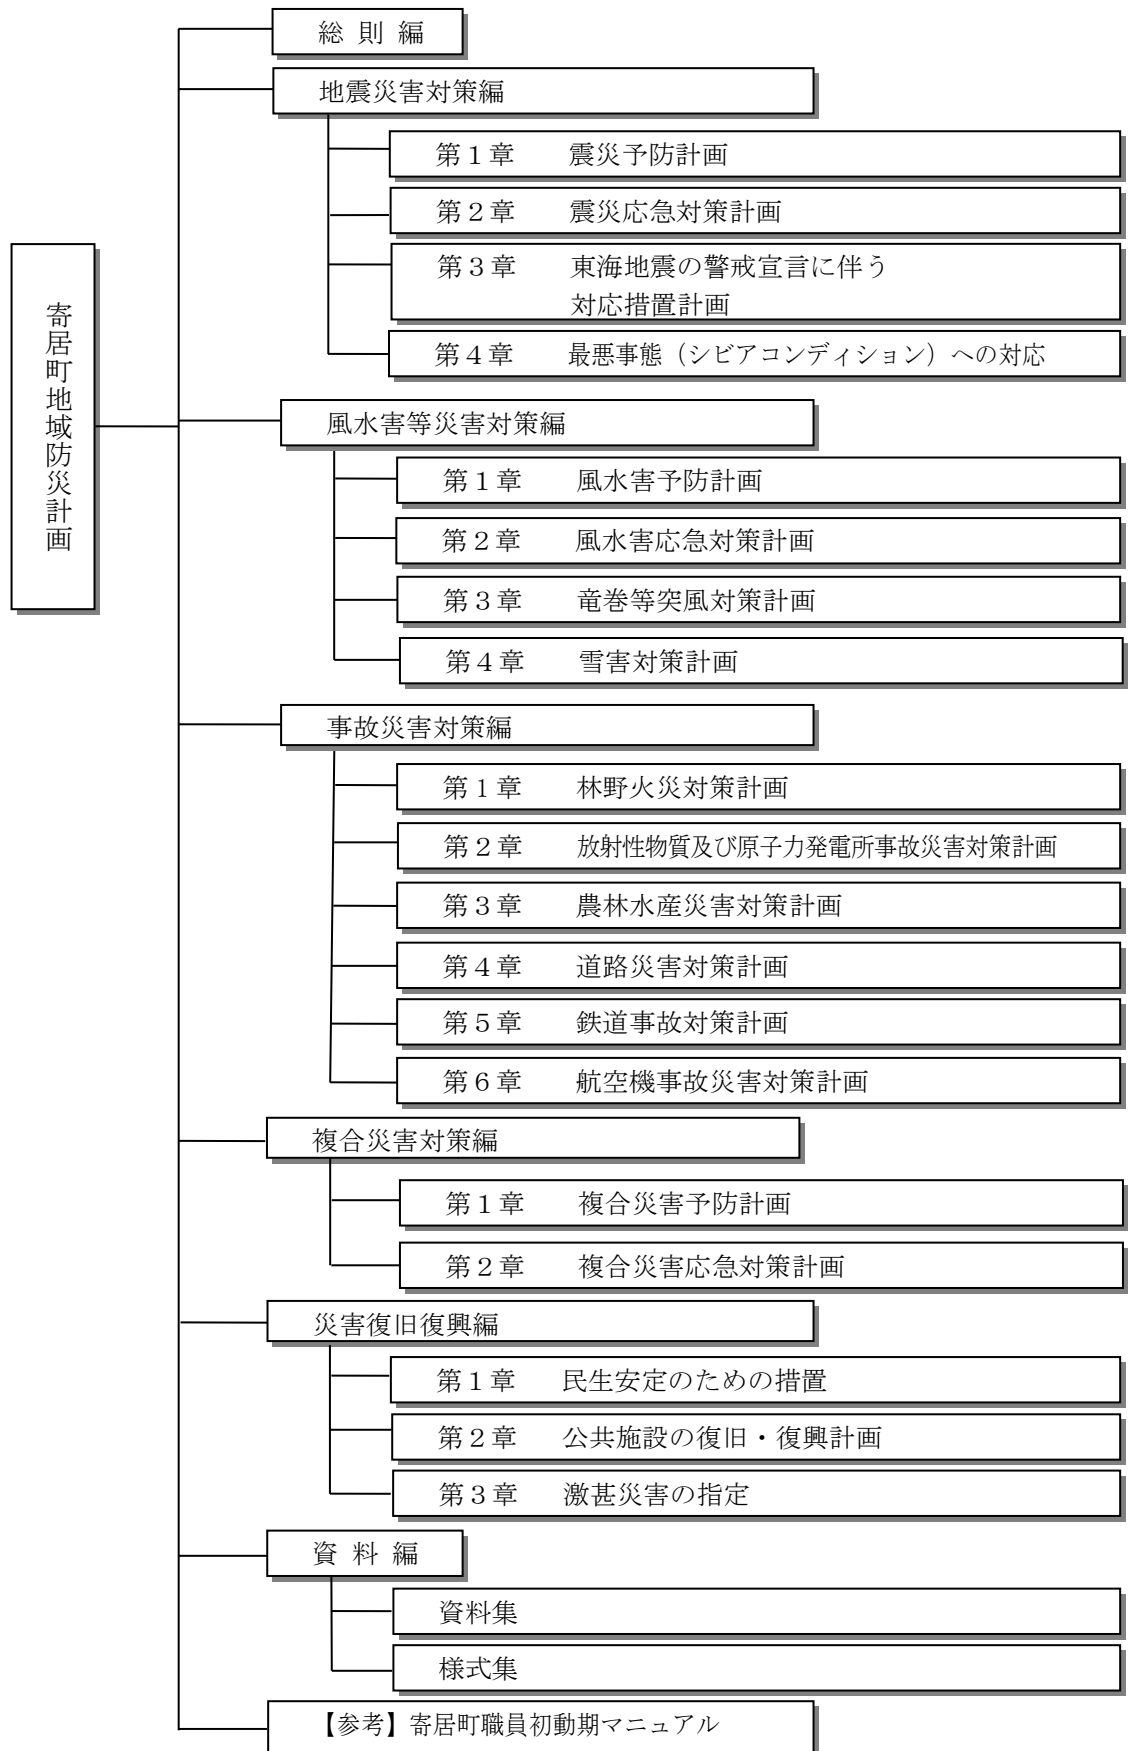 寄居町地域防災計画
総則編
地震災害対策編
第１章　震災予防計画
第２章　震災応急対策計画
第３章　東海地震の警戒宣言に伴う
対応措置計画
第４章　最悪事態（シビアコンディション）への対応
風水害等災害対策編
第１章　風水害予防計画
第２章　風水害応急対策計画
第３章　竜巻等突風対策計画
第４章　雪害対策計画
事故災害対策編
第１章　林野火災対策計画
第２章　放射性物質及び原子力発電所事故災害対策計画
第３章　農林水産災害対策計画
第４章　道路災害対策計画
第５章　鉄道事故対策計画
第６章　航空機事故災害対策計画
複合災害対策編
第１章　複合災害予防計画
第２章　複合災害応急対策計画
災害復旧復興編
第１章　民生安定のための措置
第２章　公共施設の復旧・復興計画
第３章　激甚災害の指定
資料編
資料集
様式集
【参考】寄居町職員初動期マニュアル